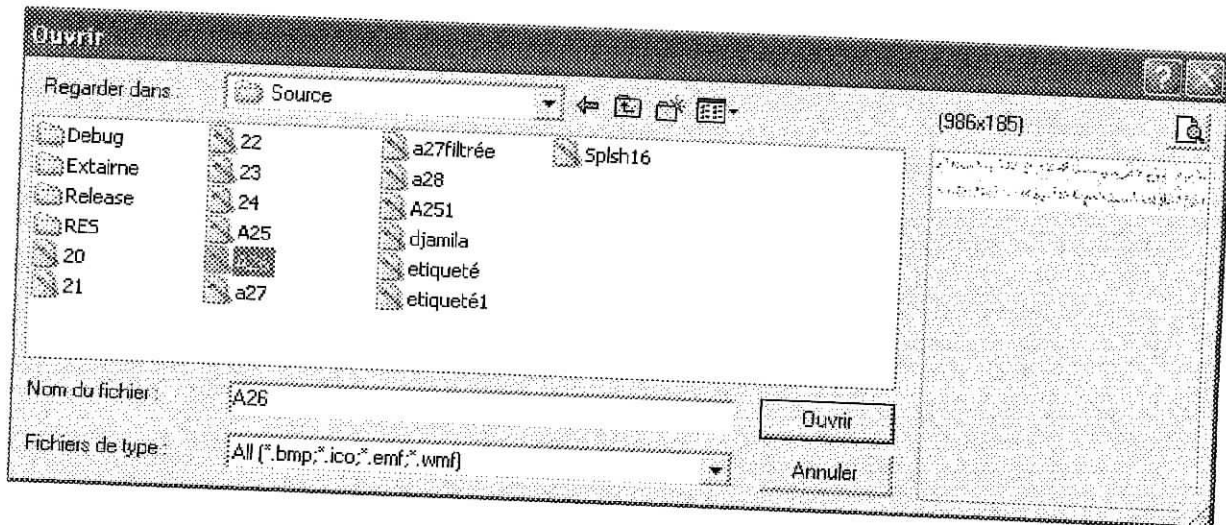 Ouvrir
Regarder dans :
Source
(986x185)
Debug
Extairne
Release
RES
20
21
22
23
24
A25
a27
a27filtrée
a28
A251
djamila
etiqueté
etiqueté1
Splsh16
Nom du fichier :
A26
Ouvrir
Fichiers de type :
All (*.bmp;*.ico;*.emf;*.wmf)
Annuler